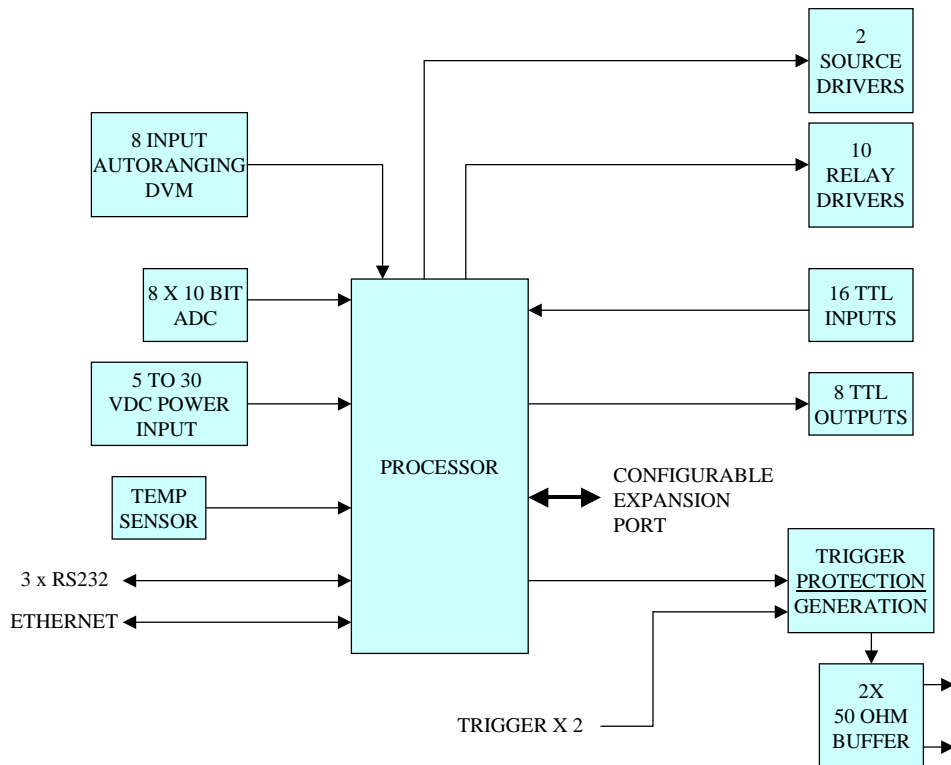 2
SOURCE
DRIVERS
8 INPUT
AUTORANGING
DVM
10
RELAY
DRIVERS
8 X 10 BIT
ADC
16 TTL
INPUTS
5 TO 30
VDC POWER
INPUT
8 TTL
OUTPUTS
PROCESSOR
CONFIGURABLE
EXPANSION
PORT
TEMP
SENSOR
3 x RS232
ETHERNET
TRIGGER
PROTECTION
GENERATION
TRIGGER X 2
2X
50 OHM
BUFFER